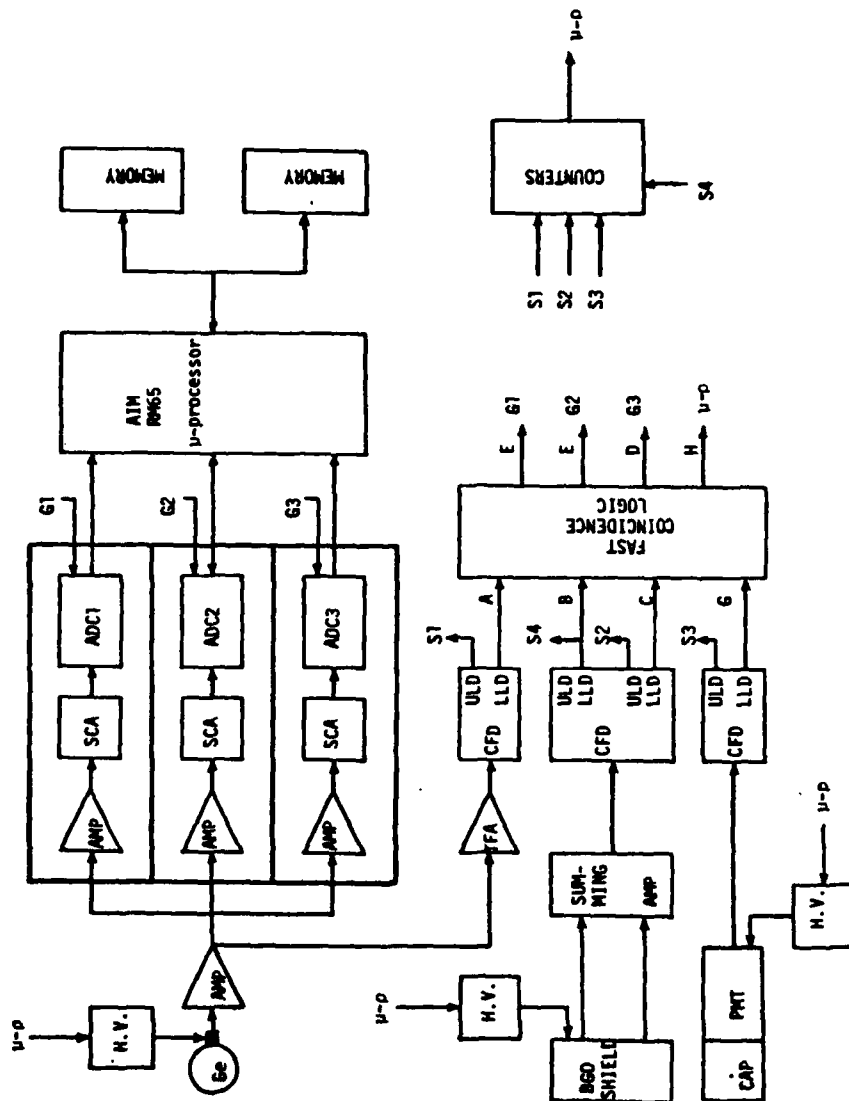 μ-p
H.V.
Ge
AMP
AMP
SCA
ADC1
G1
AMP
SCA
ADC2
G2
AMP
SCA
ADC3
G3
AIM
RM65
μ-processor
MEMORY
MEMORY
TFA
CFD
ULD
LLD
S1
A
μ-p
H.V.
BGO
SHIELD
SUM-
MING
AMP
CFD
ULD
LLD
ULD
LLD
S4
B
S2
C
CAP
PMT
H.V.
μ-p
CFD
ULD
LLD
S3
G
FAST
COINCIDENCE
LOGIC
E
G1
E
G2
D
G3
H
μ-p
S1
S2
S3
S4
COUNTERS
μ-p